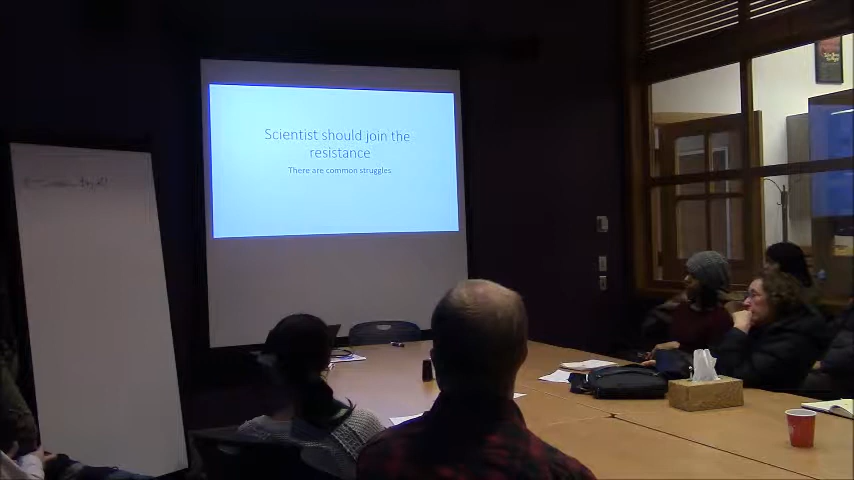 Scientist should join the
resistance
There are common struggles